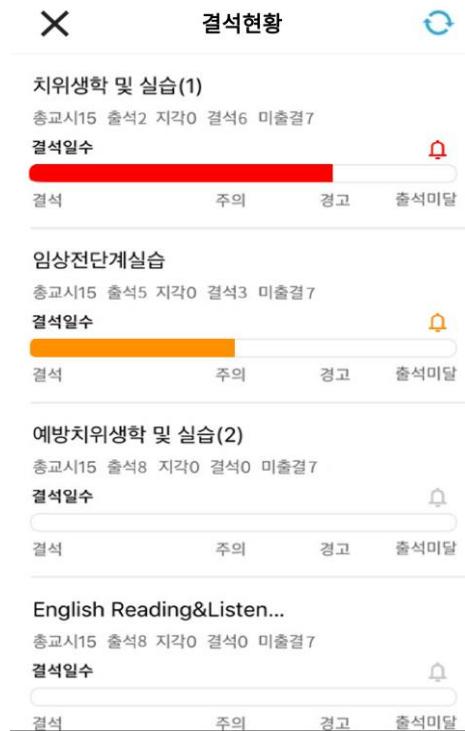 결석현황
치위생학 및 실습(1)
총교시15 출석2 지각0 결석6 미출결7
결석일수
결석 주의 경고 출석미달
임상전단계실습
총교시15 출석5 지각0 결석3 미출결7
결석일수
결석 주의 경고 출석미달
예방치위생학 및 실습(2)
총교시15 출석8 지각0 결석0 미출결7
결석일수
결석 주의 경고 출석미달
English Reading&Listen...
총교시15 출석8 지각0 결석0 미출결7
결석일수
결석 주의 경고 출석미달